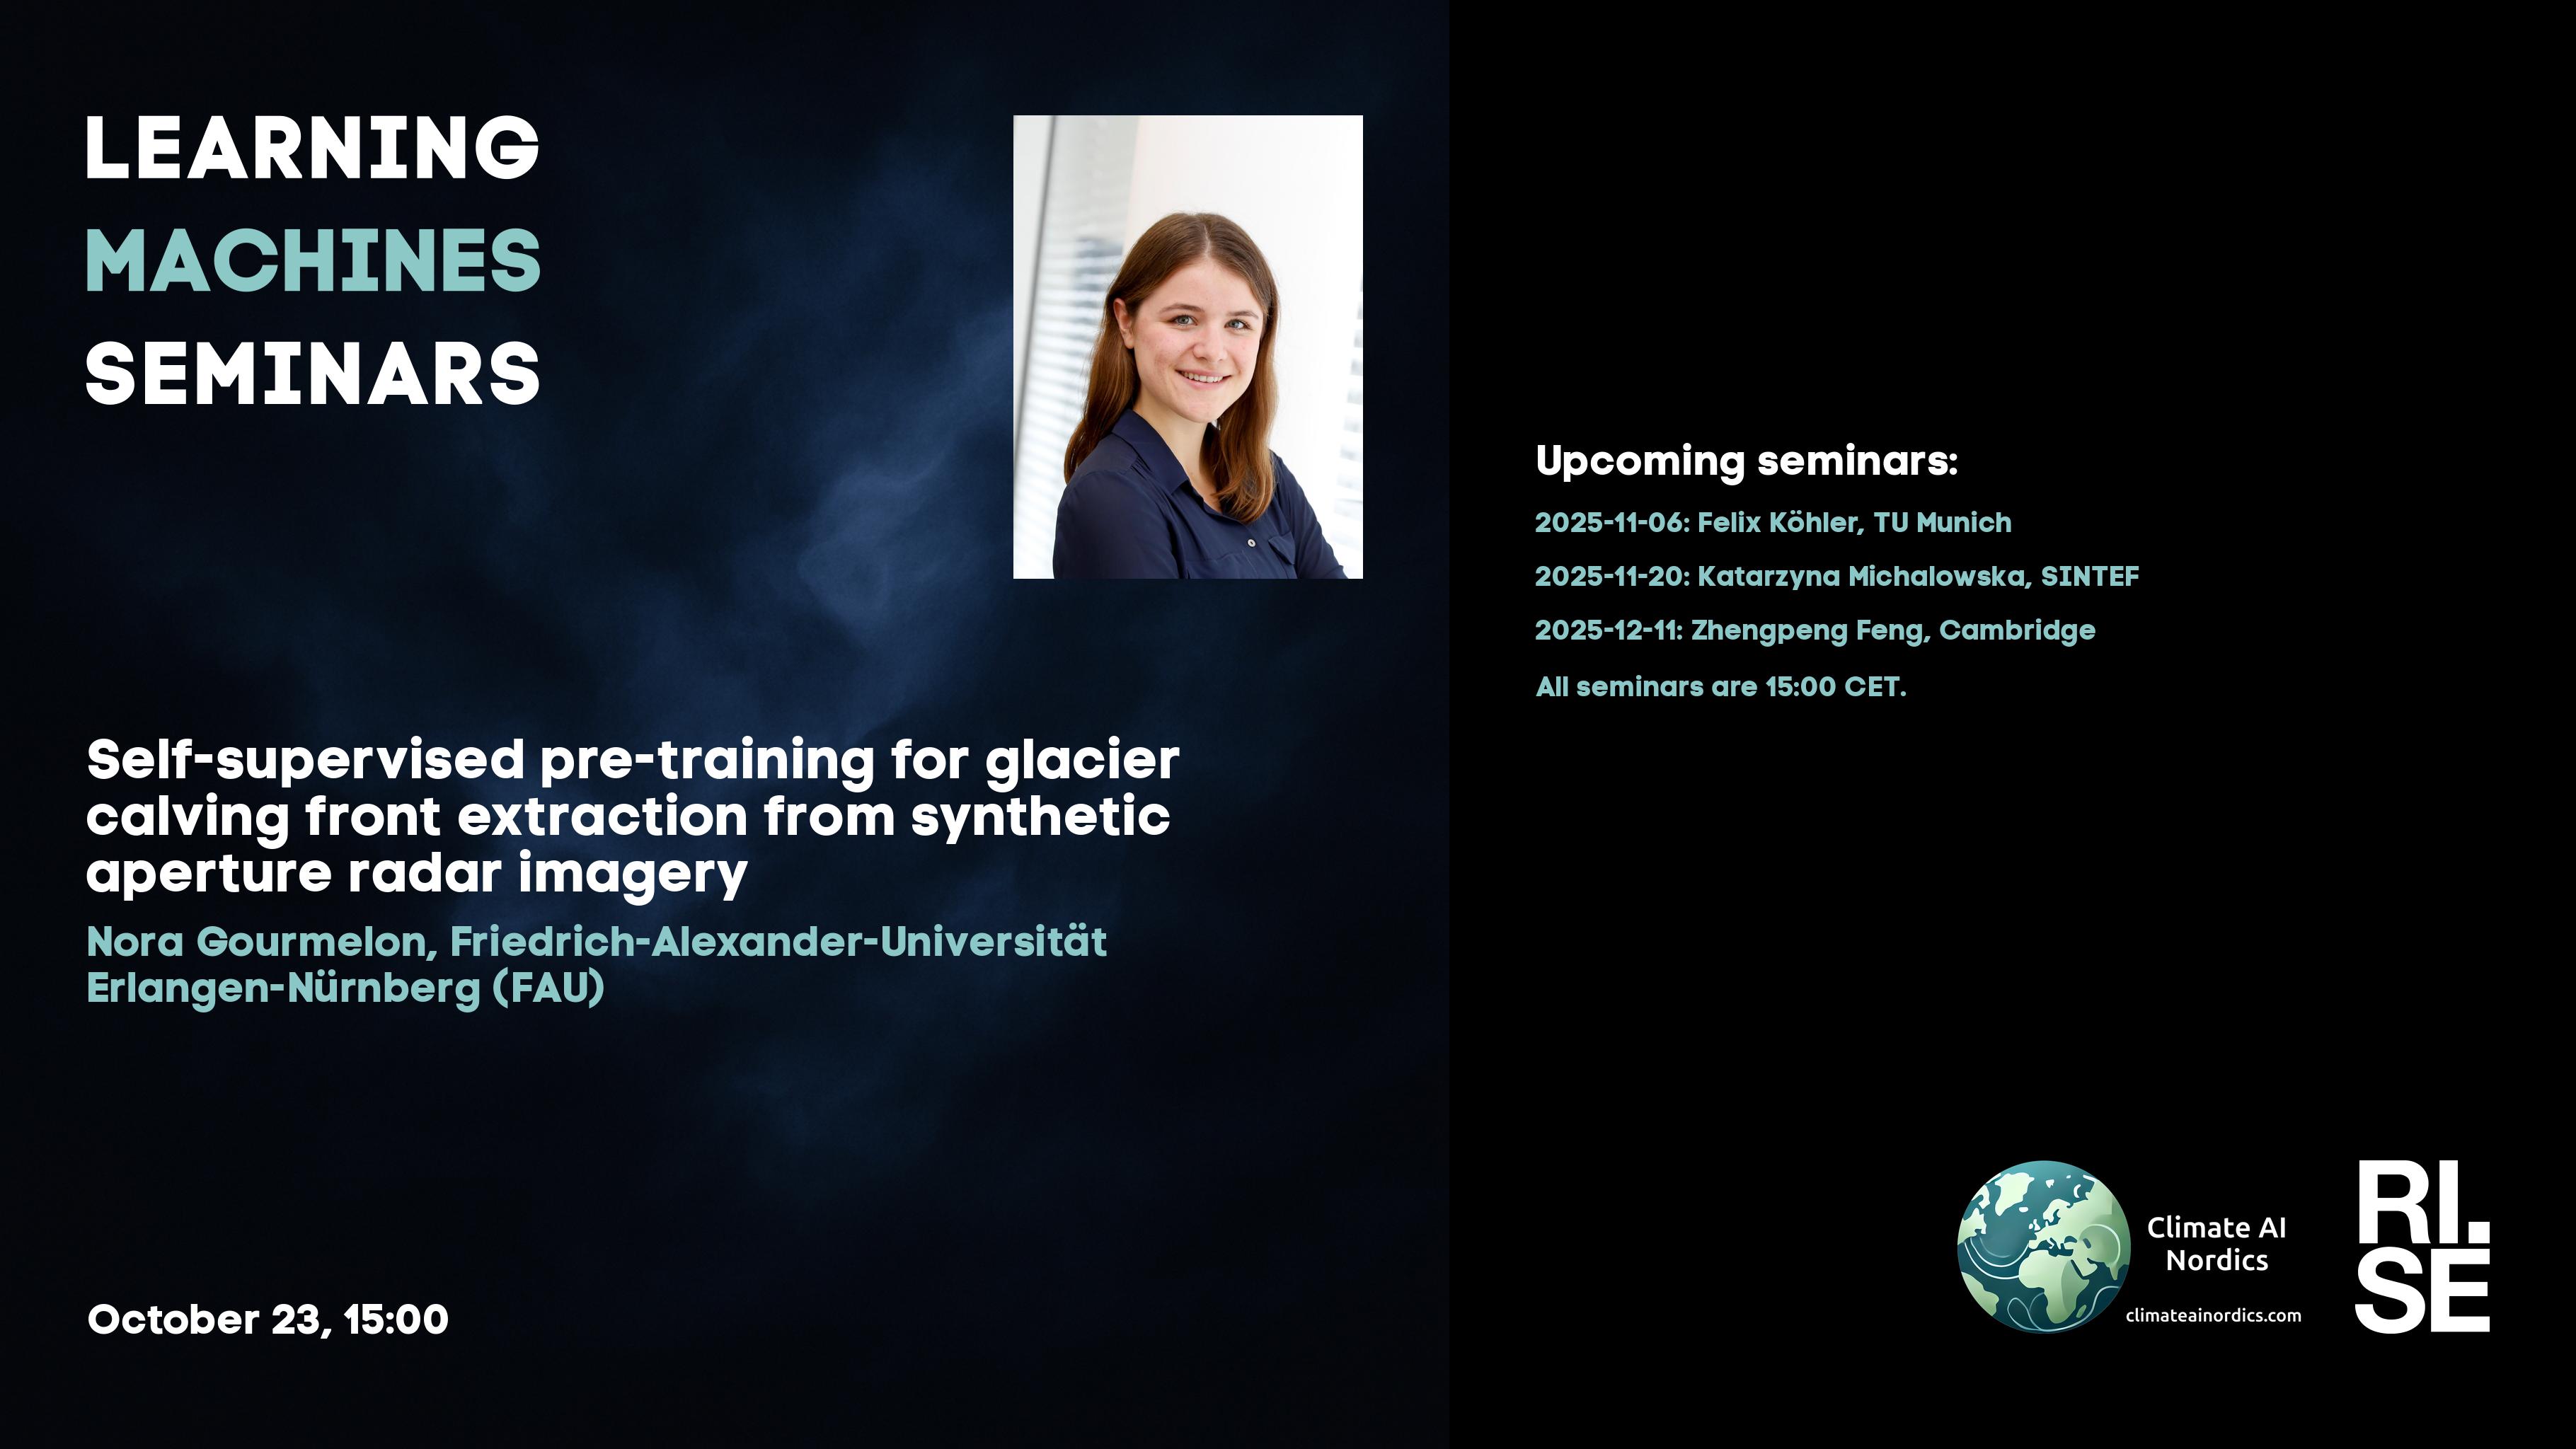 LEARNING
MACHINES
SEMINARS
Self-supervised pre-training for glacier
calving front extraction from synthetic
aperture radar imagery
Nora Gourmelon, Friedrich-Alexander-Universität
Erlangen-Nürnberg (FAU)
October 23, 15:00
Upcoming seminars:
2025-11-06: Felix Köhler, TU Munich
2025-11-20: Katarzyna Michalowska, SINTEF
2025-12-11: Zhengpeng Feng, Cambridge
All seminars are 15:00 CET.
Climate AI
Nordics
climateainordics.com
RI.
SE